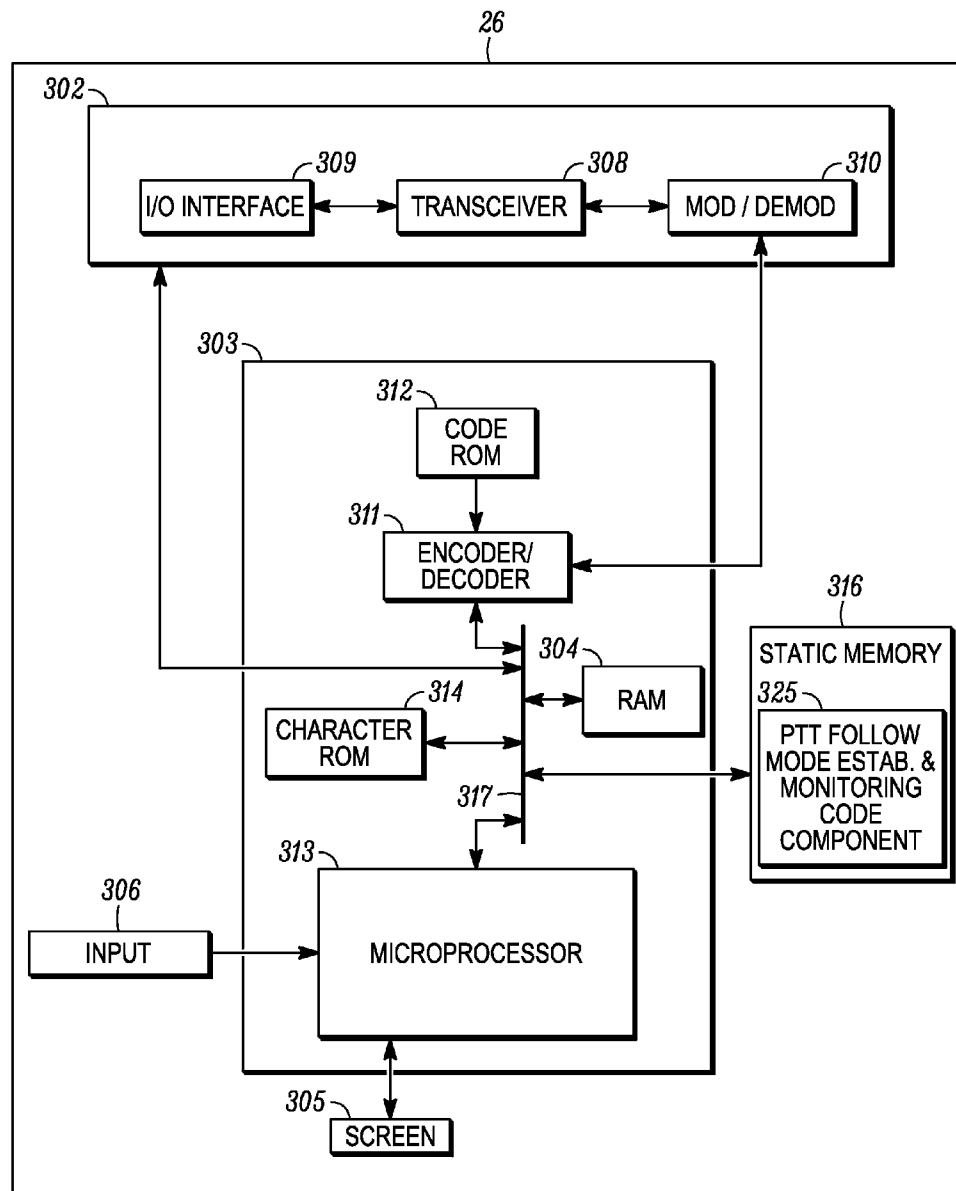 26
302
309
308
310
I/O INTERFACE
TRANSCEIVER
MOD / DEMOD
303
312
CODE
ROM
311
ENCODER/
DECODER
316
STATIC MEMORY
304
RAM
314
CHARACTER
ROM
325
PTT FOLLOW
MODE ESTAB. &
MONITORING
CODE
COMPONENT
317
313
MICROPROCESSOR
306
INPUT
305
SCREEN